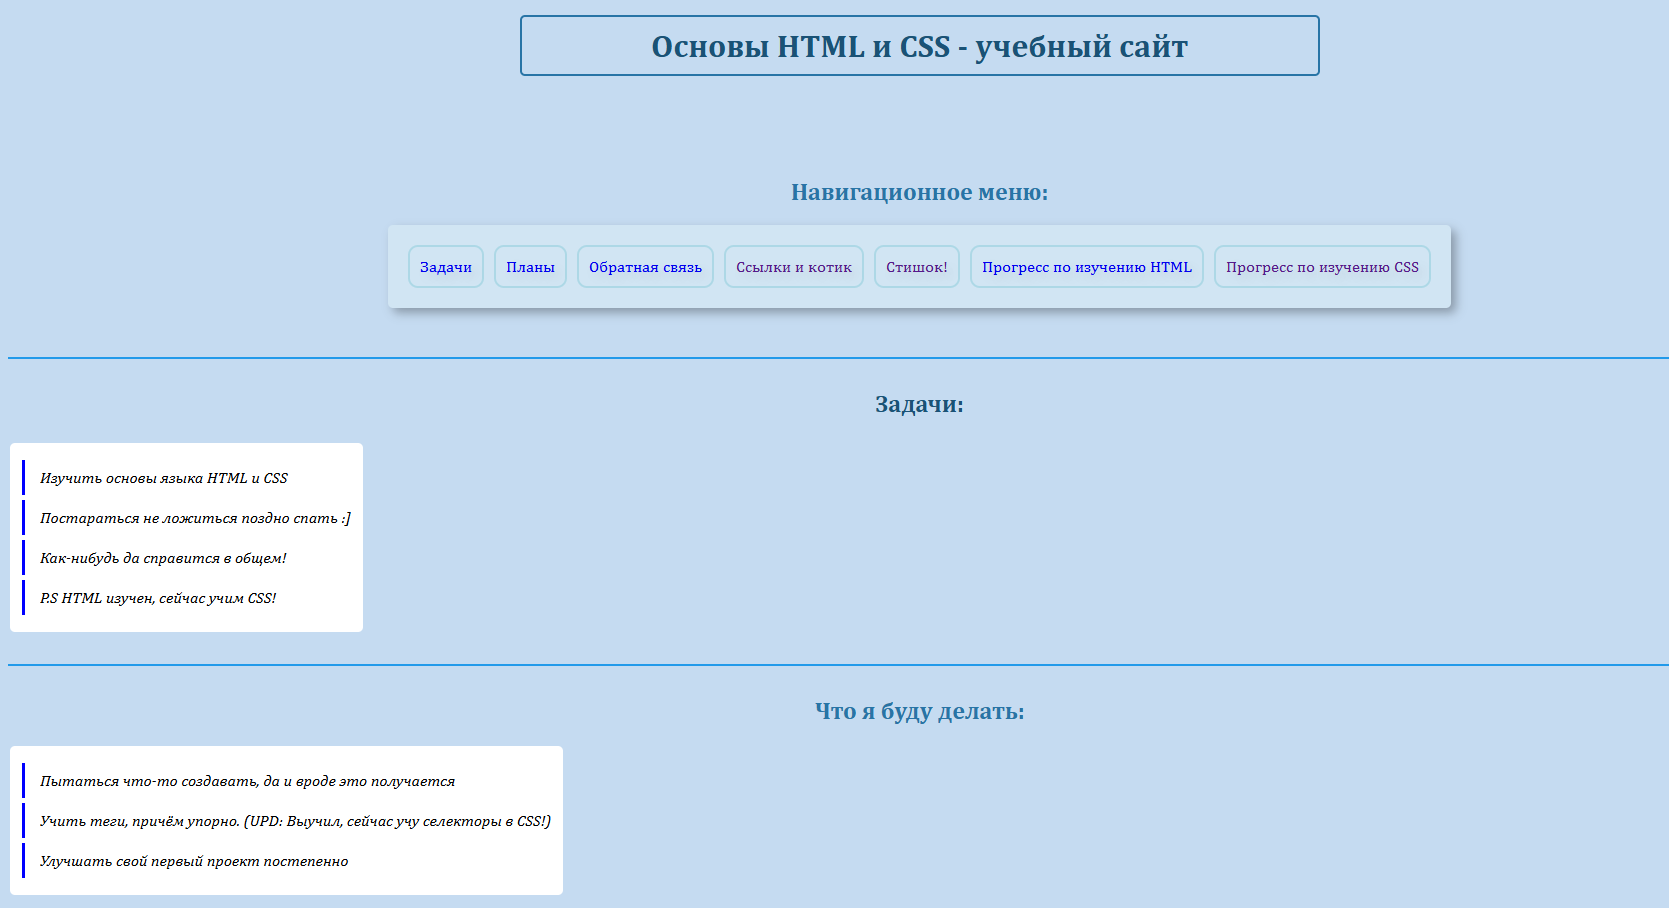 Основы HTML и CSS - учебный сайт
Навигационное меню:
Задачи Планы Обратная связь Ссылки и котик Стишок! Прогресс по изучению HTML Прогресс по изучению CSS
Задачи:
Изучить основы языка HTML и CSS
Постараться не ложиться поздно спать :]
Как-нибудь да справится в общем!
P.S HTML изучен, сейчас учим CSS!
Что я буду делать:
Пытаться что-то создавать, да и вроде это получается
Учить теги, причём упорно. (UPD: Выучил, сейчас учу селекторы в CSS!)
Улучшать свой первый проект постепенно